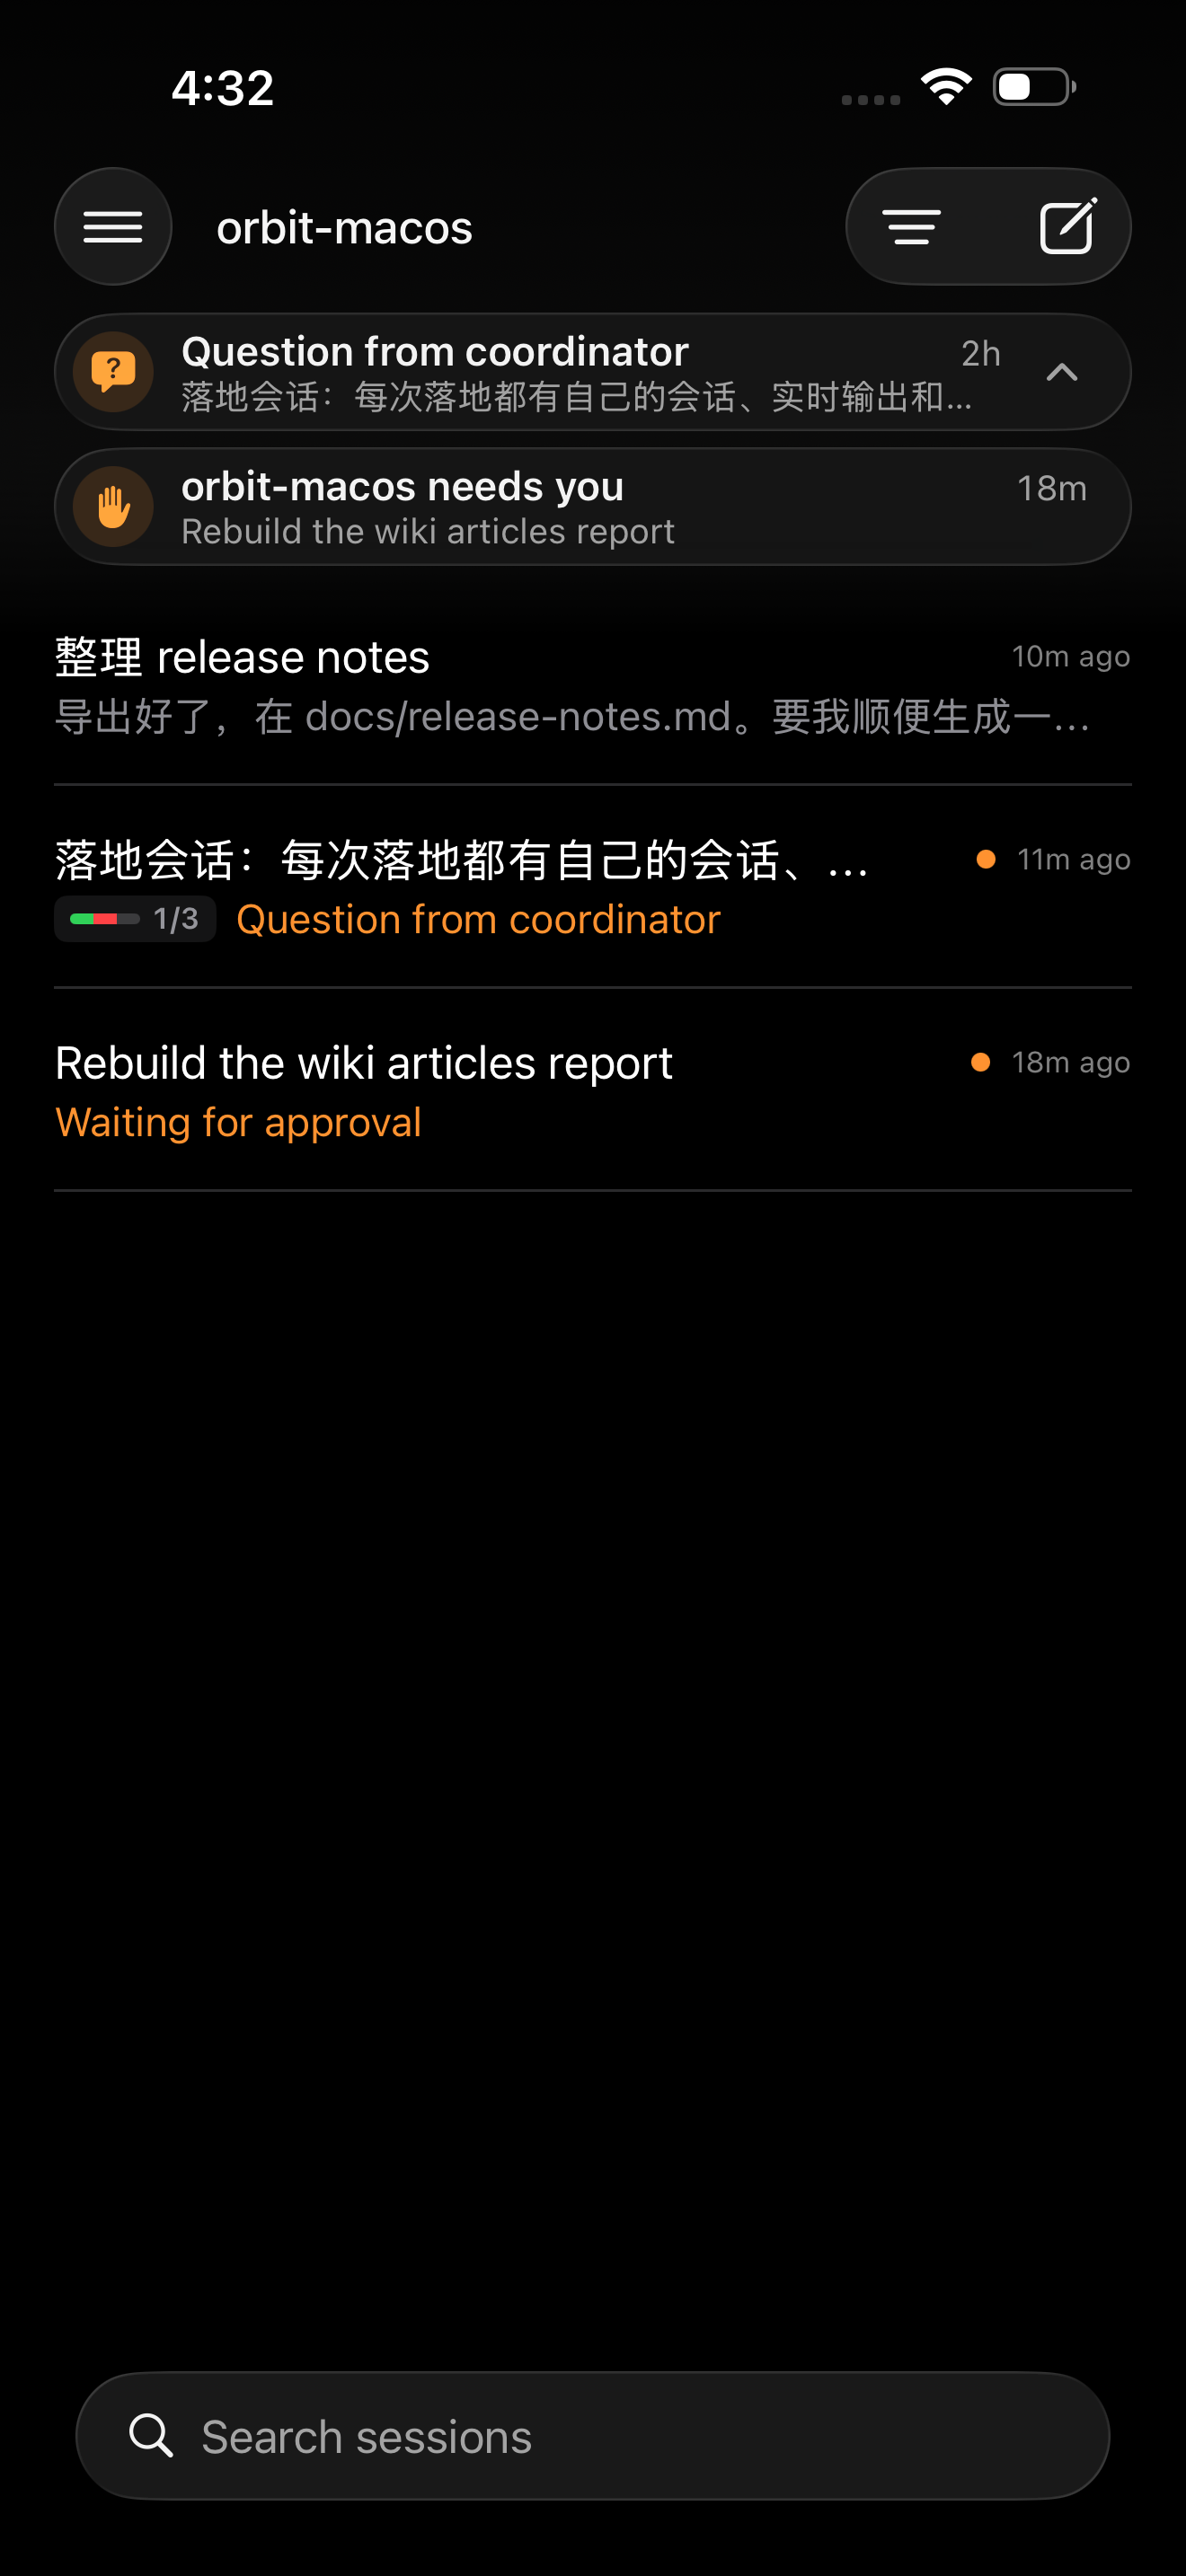 4:32
orbit-macos
Question from coordinator 2h
落地会话：每次落地都有自己的会话、实时输出和...
orbit-macos needs you 18m
Rebuild the wiki articles report
整理 release notes 10m ago
导出好了，在 docs/release-notes.md。要我顺便生成一...
落地会话：每次落地都有自己的会话、... 11m ago
1/3 Question from coordinator
Rebuild the wiki articles report 18m ago
Waiting for approval
Search sessions